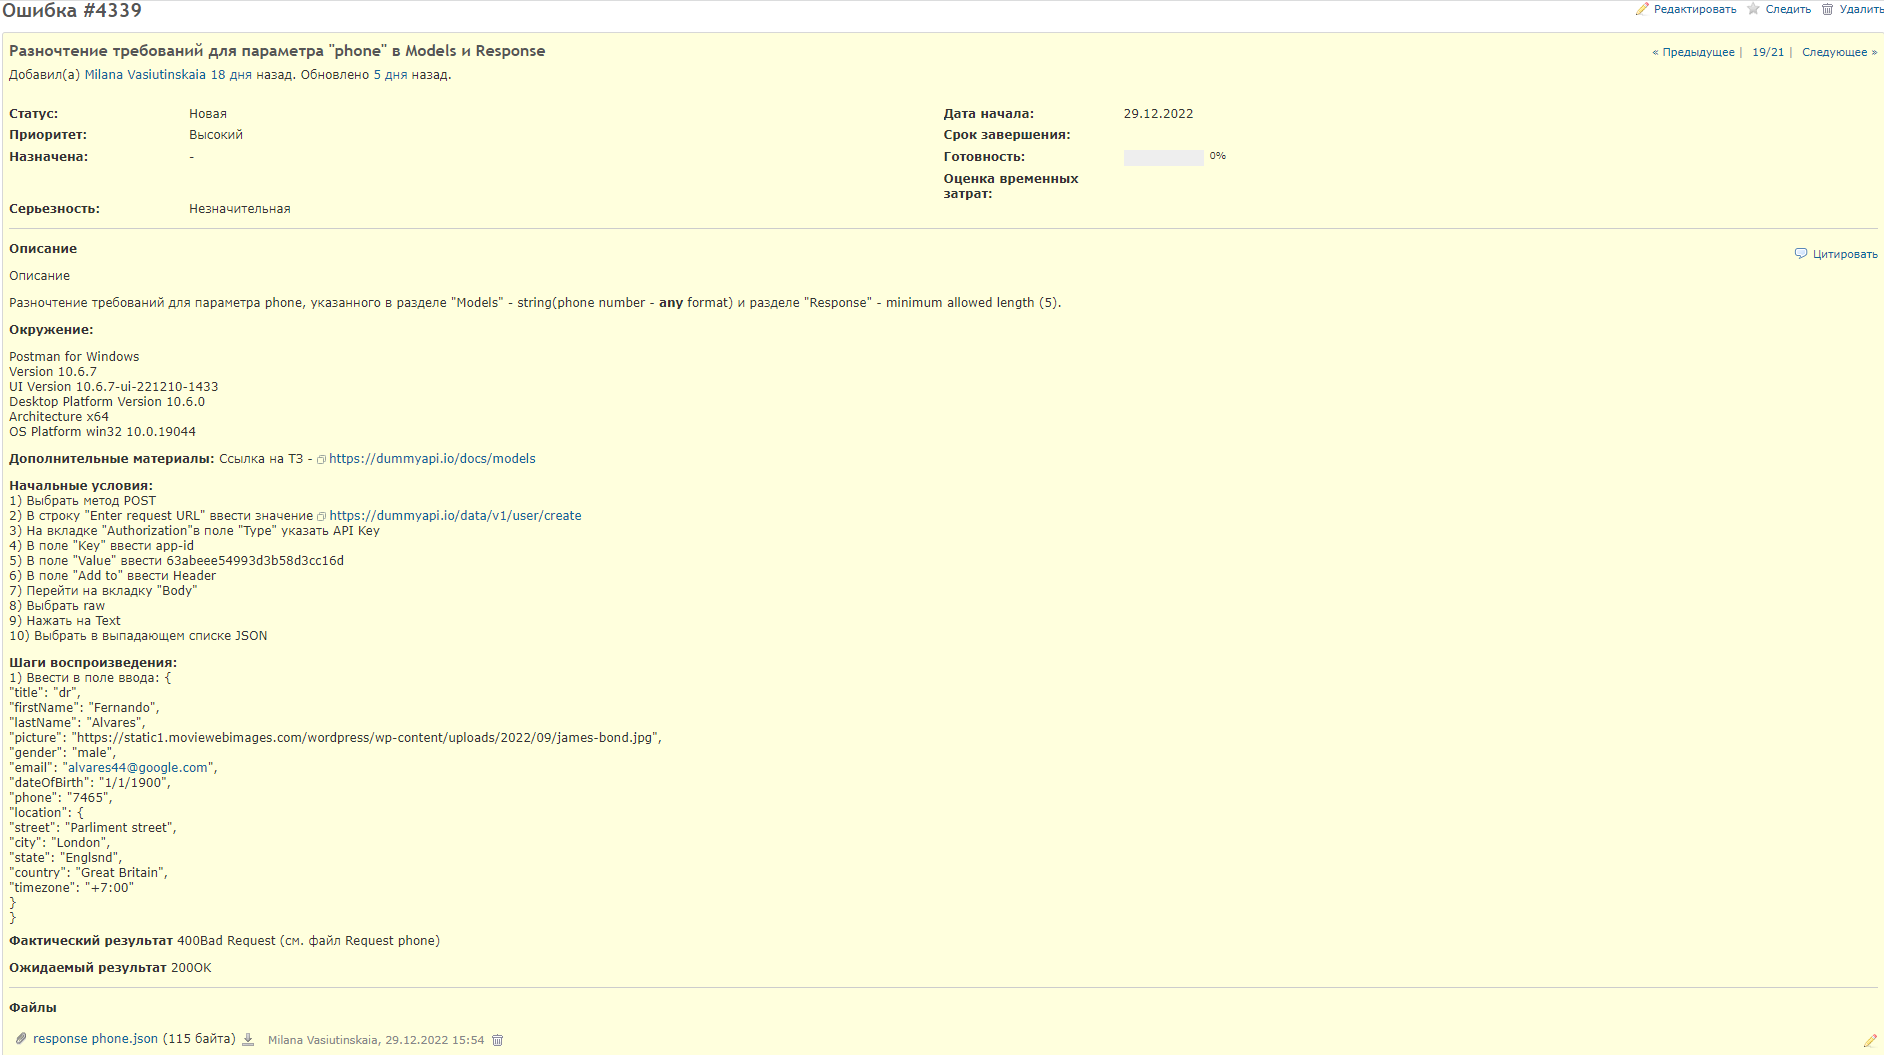 Ошибка #4339
Редактировать Следить Удалить
Разночтение требований для параметра "phone" в Models и Response
« Предыдущее | 19/21 | Следующее »
Добавил(а) Milana Vasiutinskaia 18 дня назад. Обновлено 5 дня назад.
Статус: Новая Дата начала: 29.12.2022
Приоритет: Высокий Срок завершения:
Назначена: - Готовность: 0%
Оценка временных
затрат:
Серьезность: Незначительная
Описание
Цитировать
Описание
Разночтение требований для параметра phone, указанного в разделе "Models" - string(phone number - any format) и разделе "Response" - minimum allowed length (5).
Окружение:
Postman for Windows
Version 10.6.7
UI Version 10.6.7-ui-221210-1433
Desktop Platform Version 10.6.0
Architecture x64
OS Platform win32 10.0.19044
Дополнительные материалы: Ссылка на ТЗ - https://dummyapi.io/docs/models
Начальные условия:
1) Выбрать метод POST
2) В строку "Enter request URL" ввести значение https://dummyapi.io/data/v1/user/create
3) На вкладке "Authorization"в поле "Type" указать API Key
4) В поле "Key" ввести app-id
5) В поле "Value" ввести 63abeee54993d3b58d3cc16d
6) В поле "Add to" ввести Header
7) Перейти на вкладку "Body"
8) Выбрать raw
9) Нажать на Text
10) Выбрать в выпадающем списке JSON
Шаги воспроизведения:
1) Ввести в поле ввода: {
"title": "dr",
"firstName": "Fernando",
"lastName": "Alvares",
"picture": "https://static1.moviewebimages.com/wordpress/wp-content/uploads/2022/09/james-bond.jpg",
"gender": "male",
"email": "alvares44@google.com",
"dateOfBirth": "1/1/1900",
"phone": "7465",
"location": {
"street": "Parliment street",
"city": "London",
"state": "Englsnd",
"country": "Great Britain",
"timezone": "+7:00"
}
}
Фактический результат 400Bad Request (см. файл Request phone)
Ожидаемый результат 200OK
Файлы
response phone.json (115 байта) Milana Vasiutinskaia, 29.12.2022 15:54